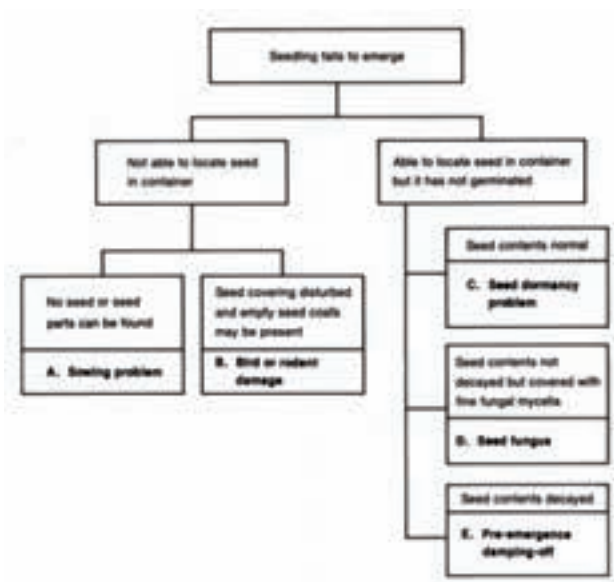 Seedling fails to emerge
Not able to locate seed
in container
Able to locate seed in container
but it has not germinated
No seed or seed
parts can be found
A. Sowing problem
Seed covering disturbed
and empty seed coats
may be present
B. Bird or rodent
damage
Seed contents normal
C. Seed dormancy
problem
Seed contents not
decayed but covered with
fine fungal mycelia
D. Seed fungus
Seed contents decayed
E. Pre-emergence
damping-off